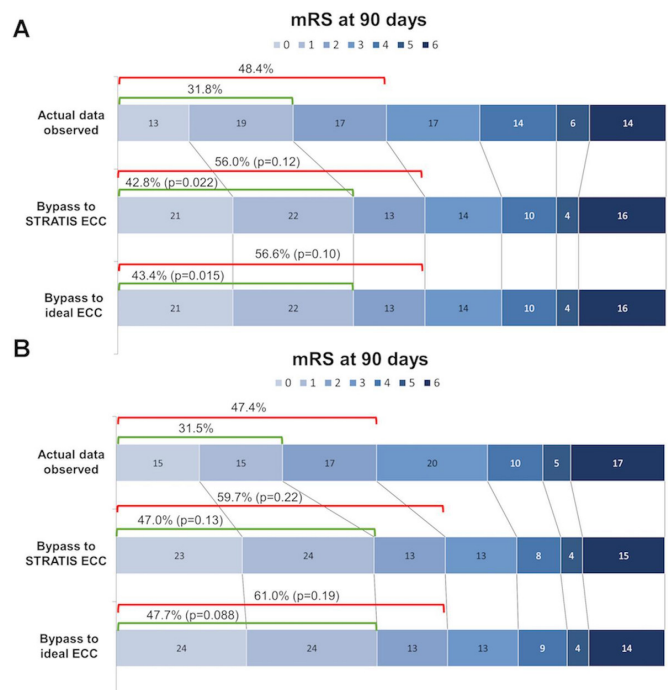 A
mRS at 90 days
0 1 2 3 4 5 6
48.4%
31.8%
Actual data
observed
13 19 17 17 14 6 14
56.0% (p=0.12)
42.8% (p=0.022)
Bypass to
STRATIS ECC
21 22 13 14 10 4 16
56.6% (p=0.10)
43.4% (p=0.015)
Bypass to
ideal ECC
21 22 13 14 10 4 16
B
mRS at 90 days
0 1 2 3 4 5 6
47.4%
31.5%
Actual data
observed
15 15 17 20 10 5 17
59.7% (p=0.22)
47.0% (p=0.13)
Bypass to
STRATIS ECC
23 24 13 13 8 4 15
61.0% (p=0.19)
47.7% (p=0.088)
Bypass to
ideal ECC
24 24 13 13 9 4 14